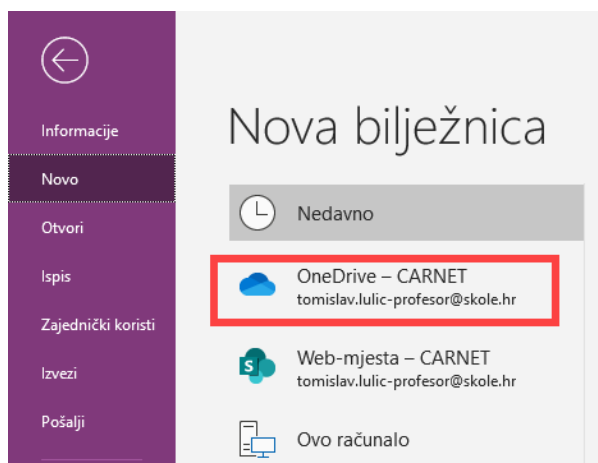 Informacije
Novo
Otvori
Ispis
Zajednički koristi
Izvezi
Pošalji
Nova bilježnica
Nedavno
OneDrive – CARNET
tomislav.lulic-profesor@skole.hr
Web-mjesta – CARNET
tomislav.lulic-profesor@skole.hr
Ovo računalo